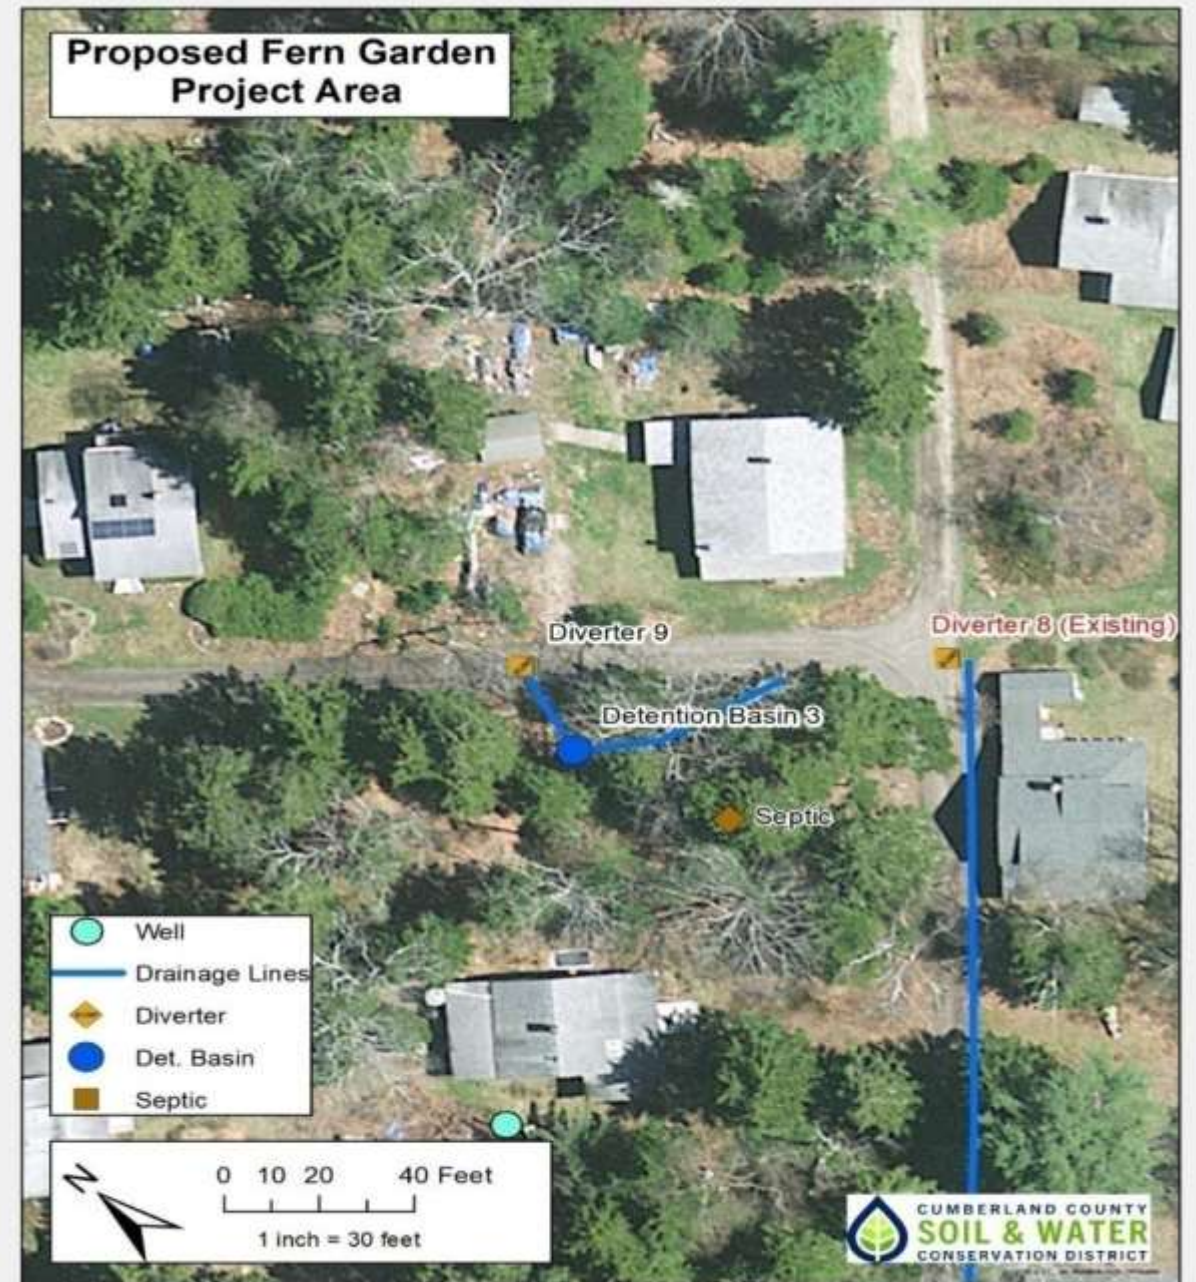 Proposed Fern Garden
Project Area
Diverter 9
Diverter 8 (Existing)
Detention Basin 3
Septic
Well
Drainage Lines
Diverter
Det. Basin
Septic
N
0 10 20 40 Feet
1 inch = 30 feet
CUMBERLAND COUNTY
SOIL & WATER
CONSERVATION DISTRICT